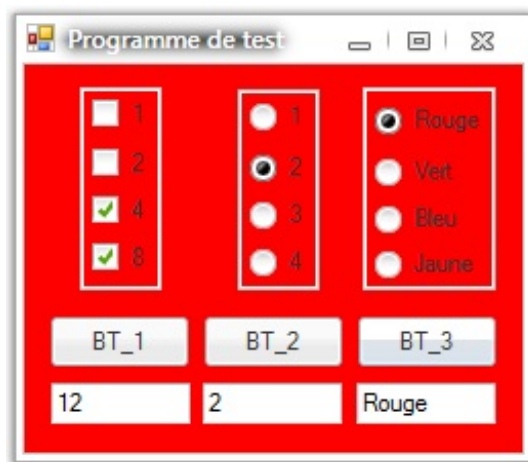 Programme de test
1
2
4
8
1
2
3
4
Rouge
Vert
Bleu
Jaune
BT_1 BT_2 BT_3
12 2 Rouge